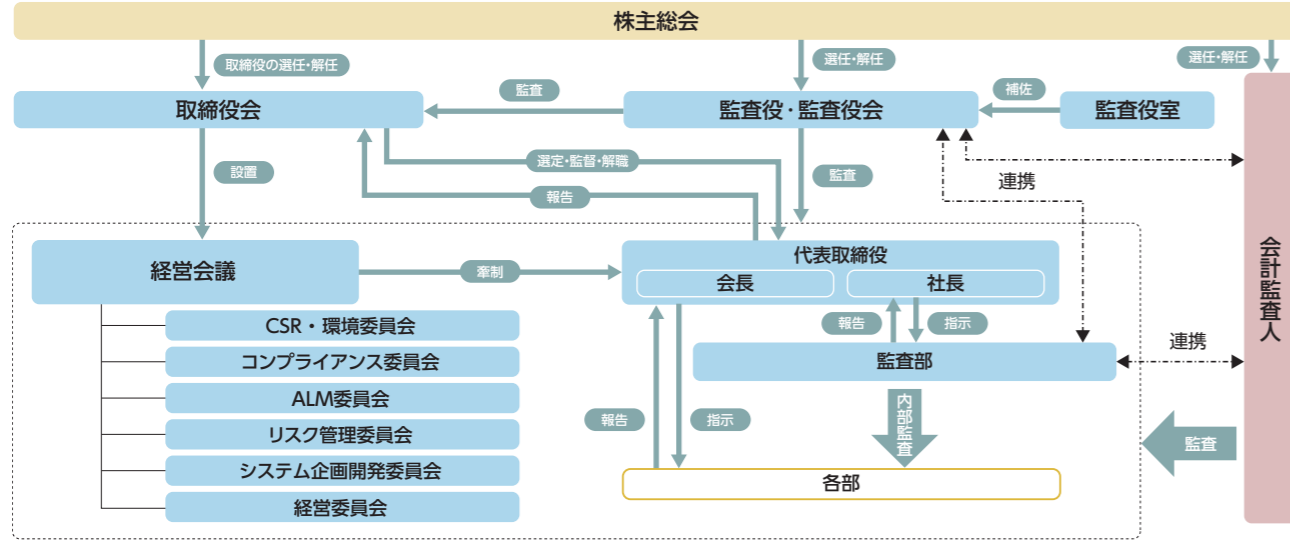 株主総会
取締役の選任・解任
選任・解任
選任・解任
取締役会
監査
監査役・監査役会
補佐
監査役室
設置
選定・監督・解職
報告
監査
連携
会計監査人
経営会議
牽制
代表取締役
会長
社長
CSR・環境委員会
コンプライアンス委員会
ALM委員会
リスク管理委員会
システム企画開発委員会
経営委員会
報告
指示
連携
監査部
報告
指示
内部監査
監査
各部